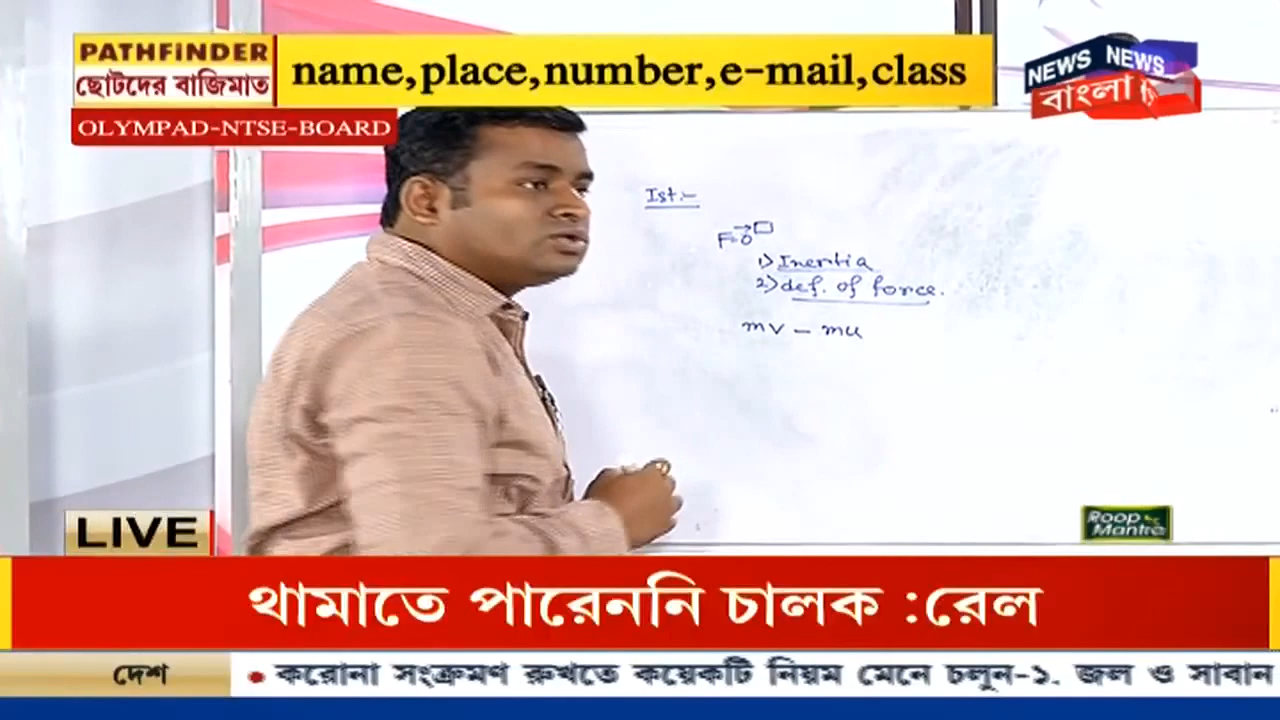 PATHFINDER
ছোটদের বাজিমাত
OLYMPAD-NTSE-BOARD
name,place,number,e-mail,class
NEWS NEWS
বাংলা
Ist:-
F=0
1) Inertia
2) def. of force.
mv - mu
LIVE
Roop
Mantra
থামাতে পারেননি চালক :রেল
দেশ
• করোনা সংক্রমণ রুখতে কয়েকটি নিয়ম মেনে চলুন-১. জল ও সাবান